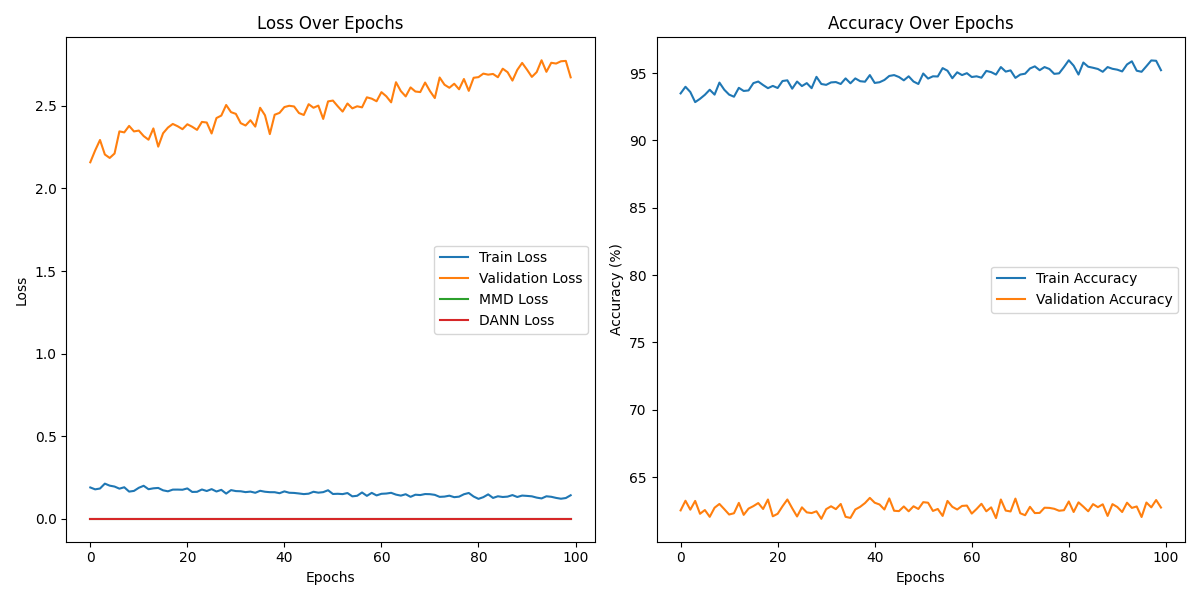 Loss Over Epochs
Loss
2.5
2.0
1.5
1.0
0.5
0.0
0 20 40 60 80 100
Epochs
Train Loss
Validation Loss
MMD Loss
DANN Loss
Accuracy Over Epochs
Accuracy (%)
95
90
85
80
75
70
65
0 20 40 60 80 100
Epochs
Train Accuracy
Validation Accuracy